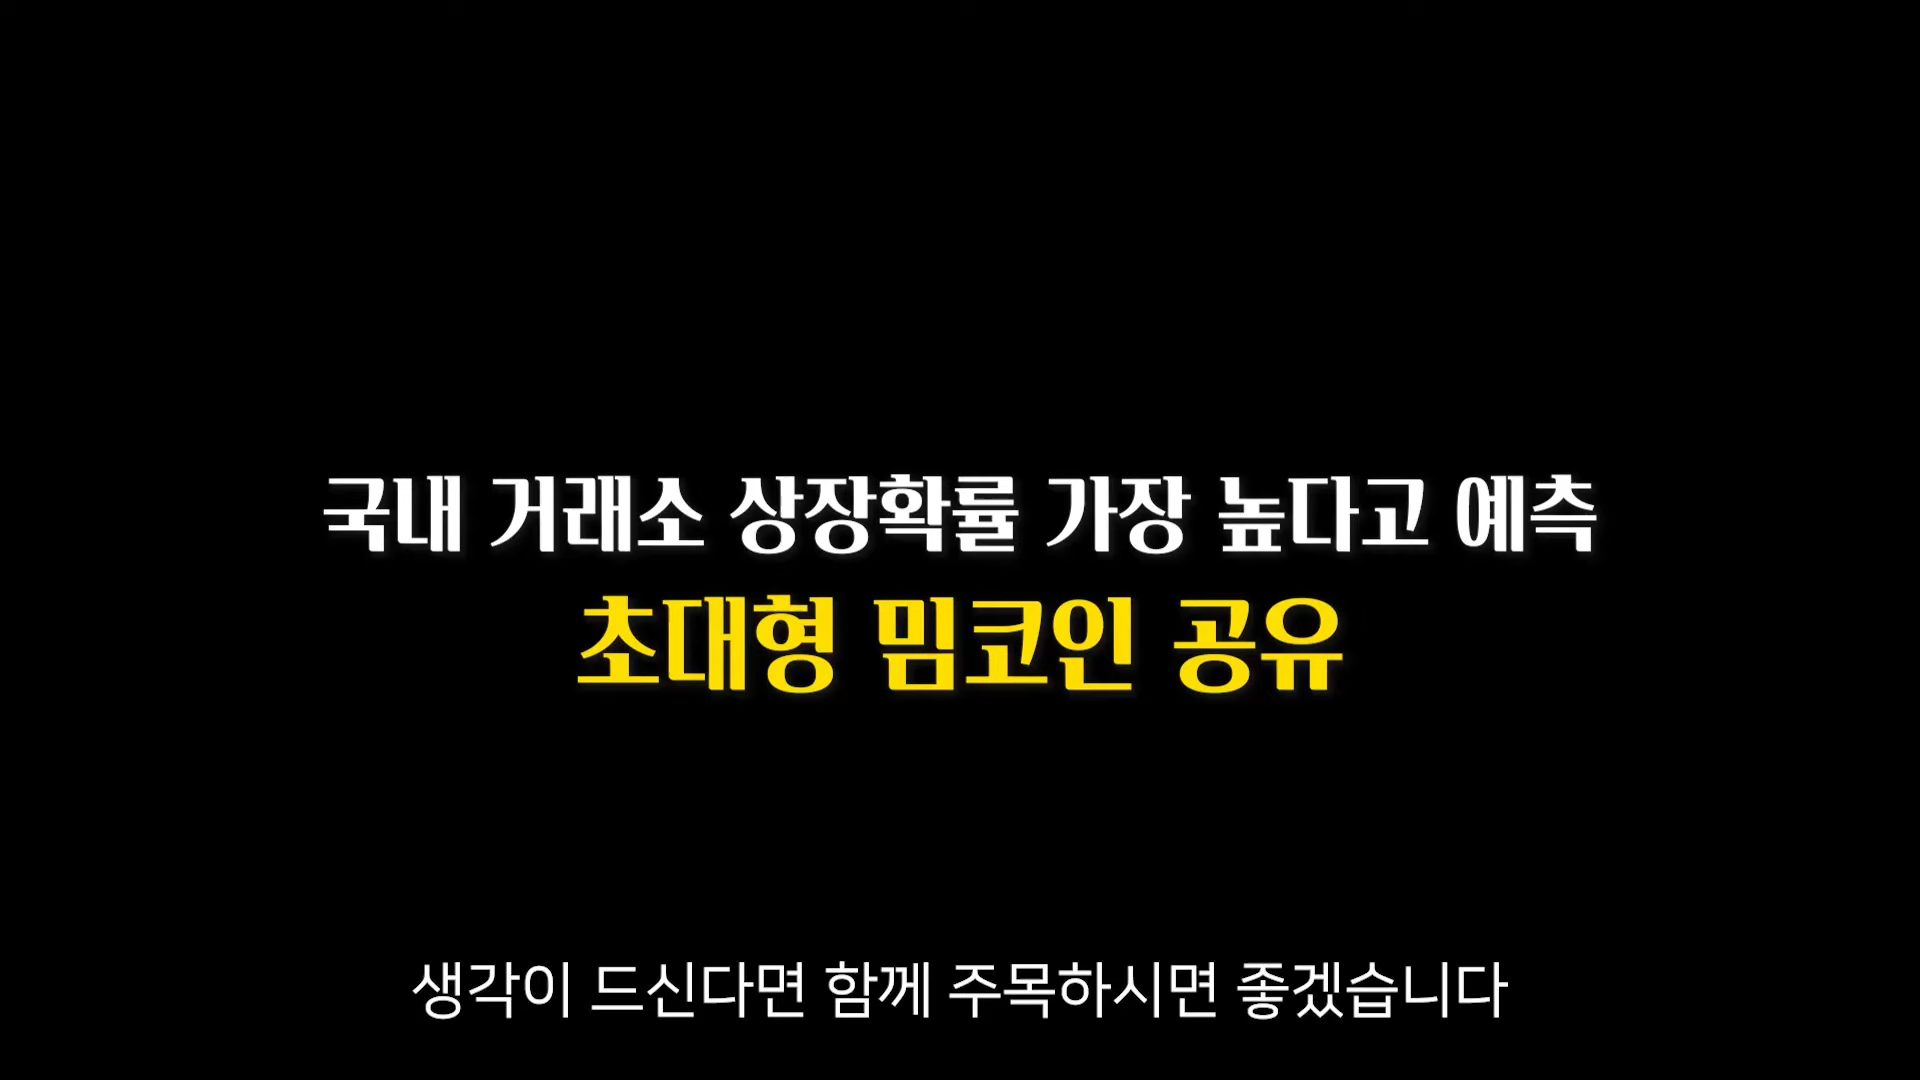 국내 거래소 상장확률 가장 높다고 예측
초대형 밈코인 공유
생각이 드신다면 함께 주목하시면 좋겠습니다